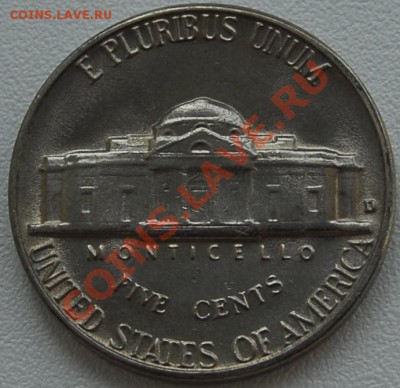 COINS.LAVE.RU
E PLURIBUS UNUM
D
MONTICELLO
FIVE CENTS
UNITED STATES OF AMERICA
COINS.LAVE.RU